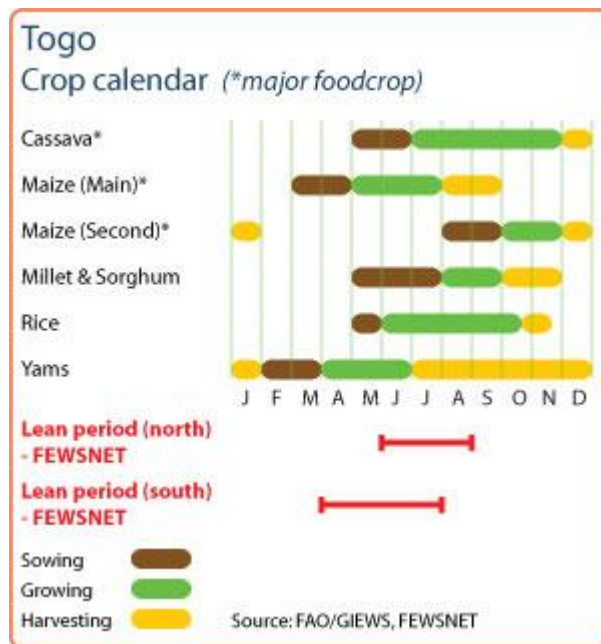 Togo
Crop calendar (*major foodcrop)
Cassava*
Maize (Main)*
Maize (Second)*
Millet & Sorghum
Rice
Yams
J F M A M J J A S O N D
Lean period (north)
- FEWSNET
Lean period (south)
- FEWSNET
Sowing
Growing
Harvesting
Source: FAO/GIEWS, FEWSNET